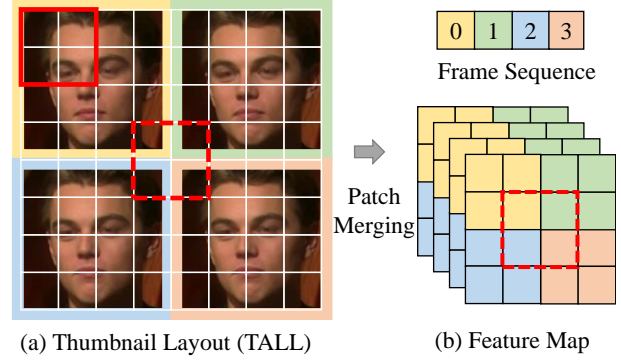 0 1 2 3
Frame Sequence
Patch
Merging
(a) Thumbnail Layout (TALL)
(b) Feature Map